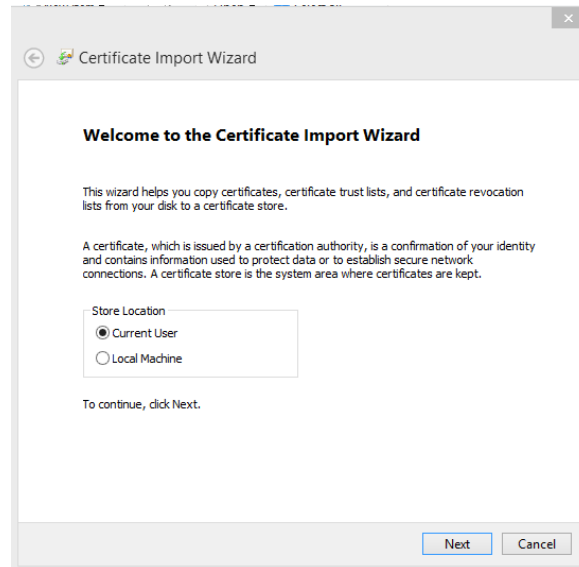 Certificate Import Wizard
Welcome to the Certificate Import Wizard
This wizard helps you copy certificates, certificate trust lists, and certificate revocation
lists from your disk to a certificate store.
A certificate, which is issued by a certification authority, is a confirmation of your identity
and contains information used to protect data or to establish secure network
connections. A certificate store is the system area where certificates are kept.
Store Location
Current User
Local Machine
To continue, click Next.
Next Cancel